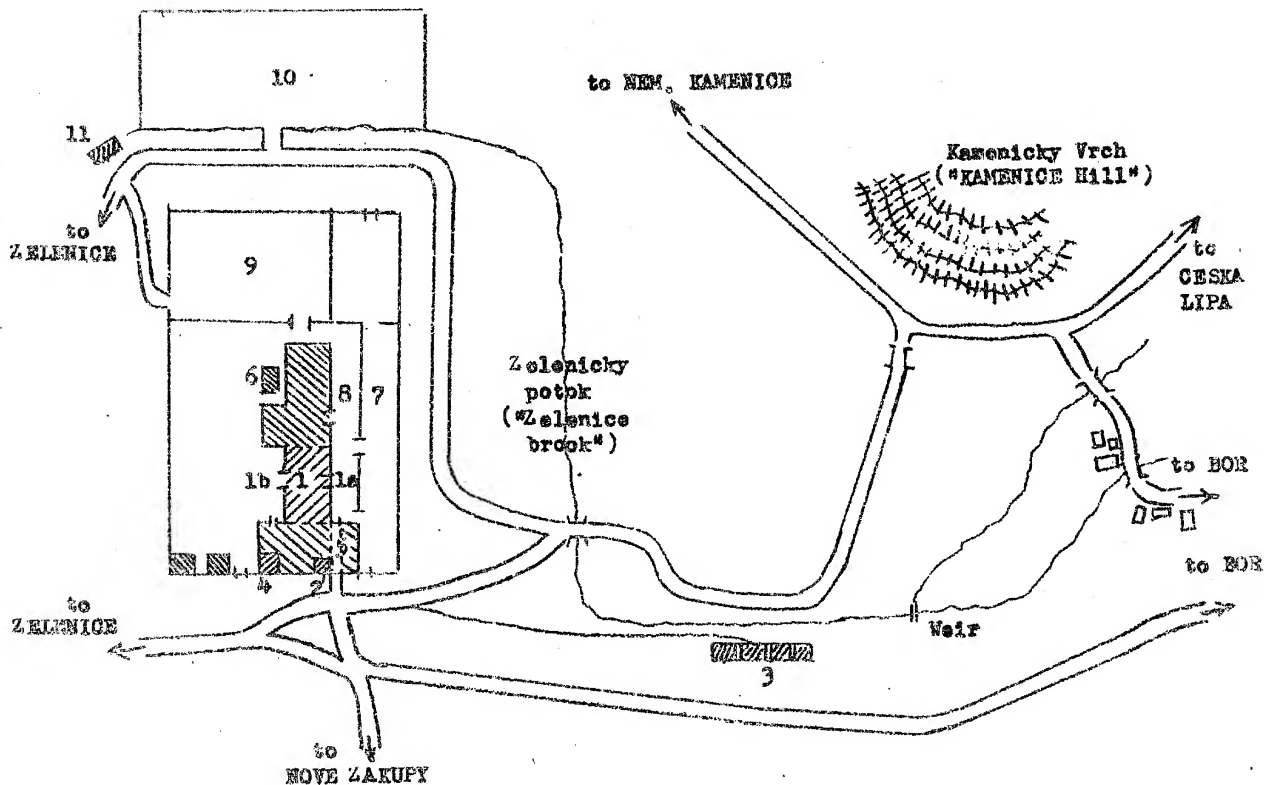 10
to NEM. KAMENICE
11
Kamenicky Vrch
("KAMENICE Hill")
to
ZELENICE
to
CESKA
LIPA
9
6
8
7
Zelenicky
potok
("Zelenice
brook")
1b
1
1a
to BOR
4
2
to BOR
to
ZELENICE
Weir
3
to
NOVE ZAKUPY